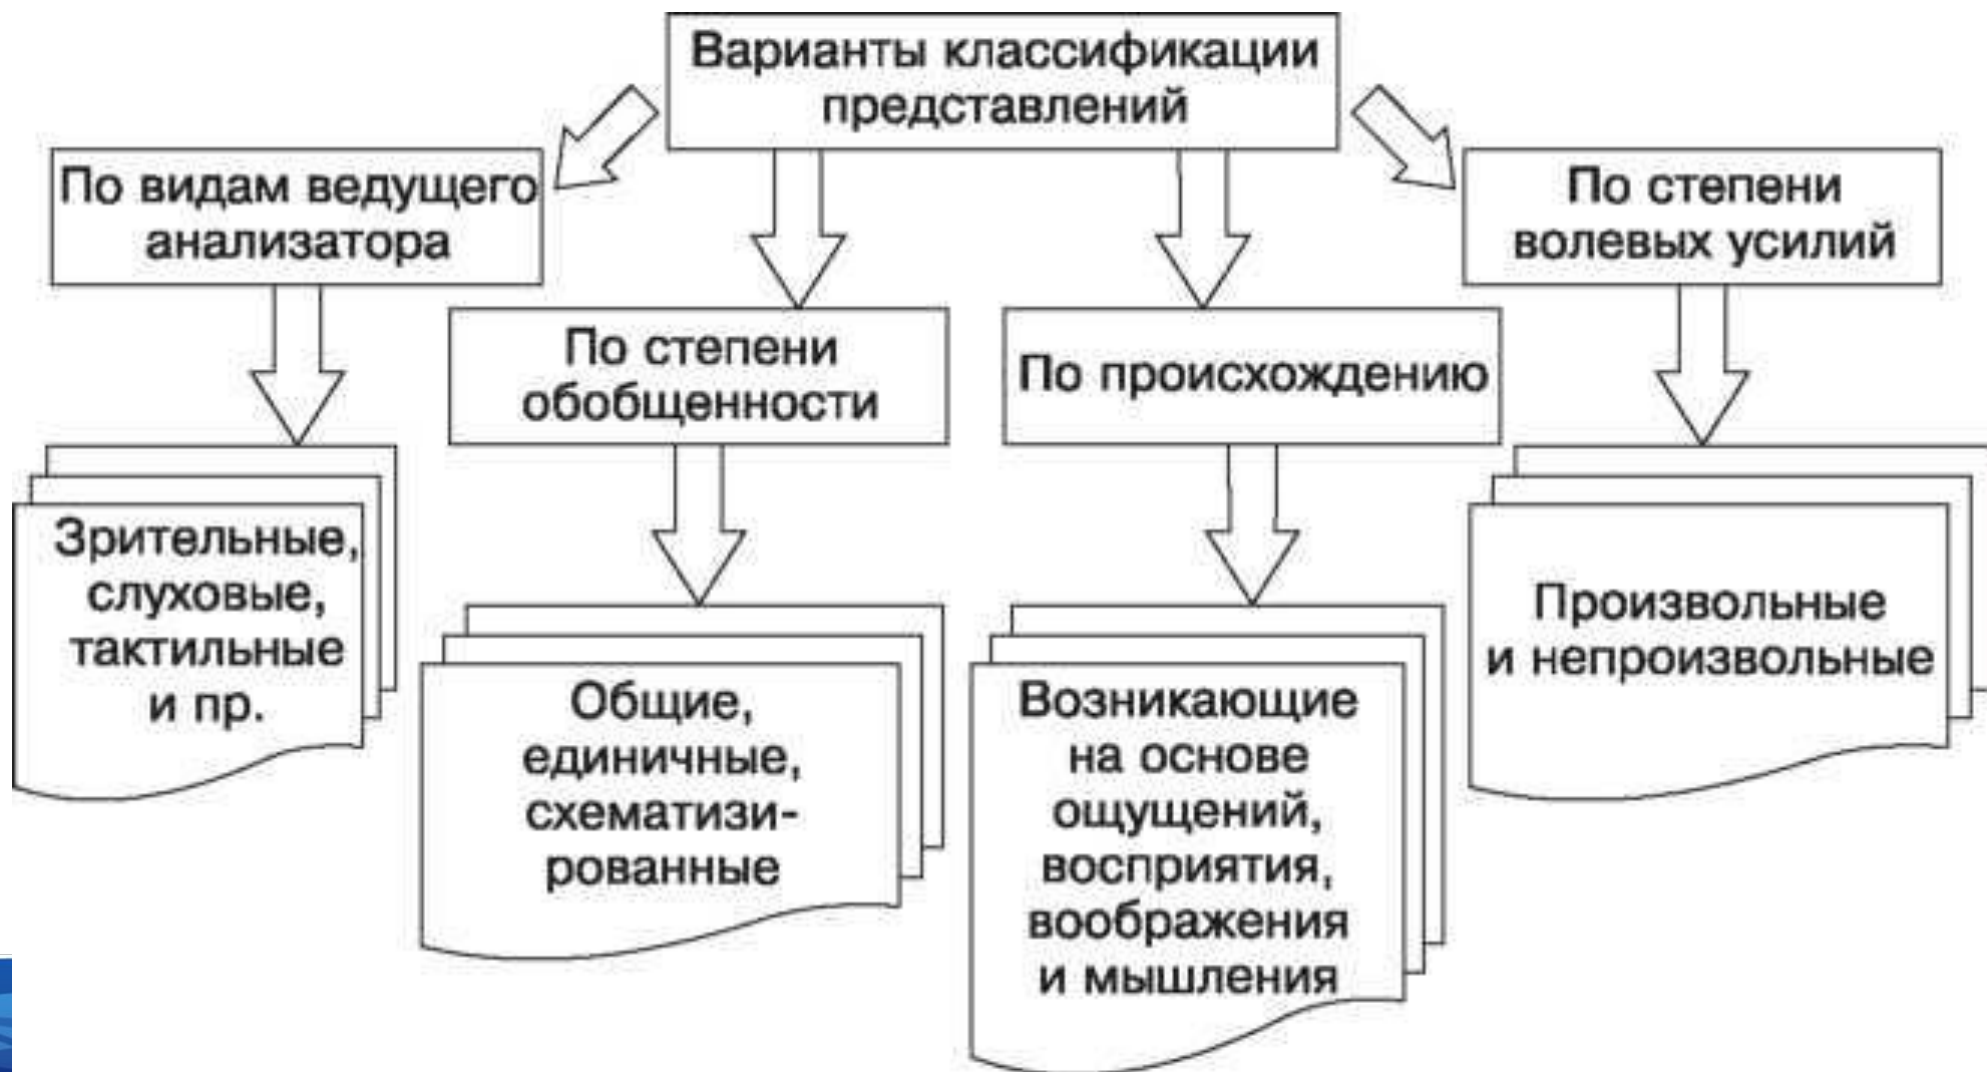 Варианты классификации
представлений
По видам ведущего
анализатора
По степени
обобщенности
По происхождению
По степени
волевых усилий
Зрительные,
слуховые,
тактильные
и пр.
Общие,
единичные,
схематизи-
рованные
Возникающие
на основе
ощущений,
восприятия,
воображения
и мышления
Произвольные
и непроизвольные